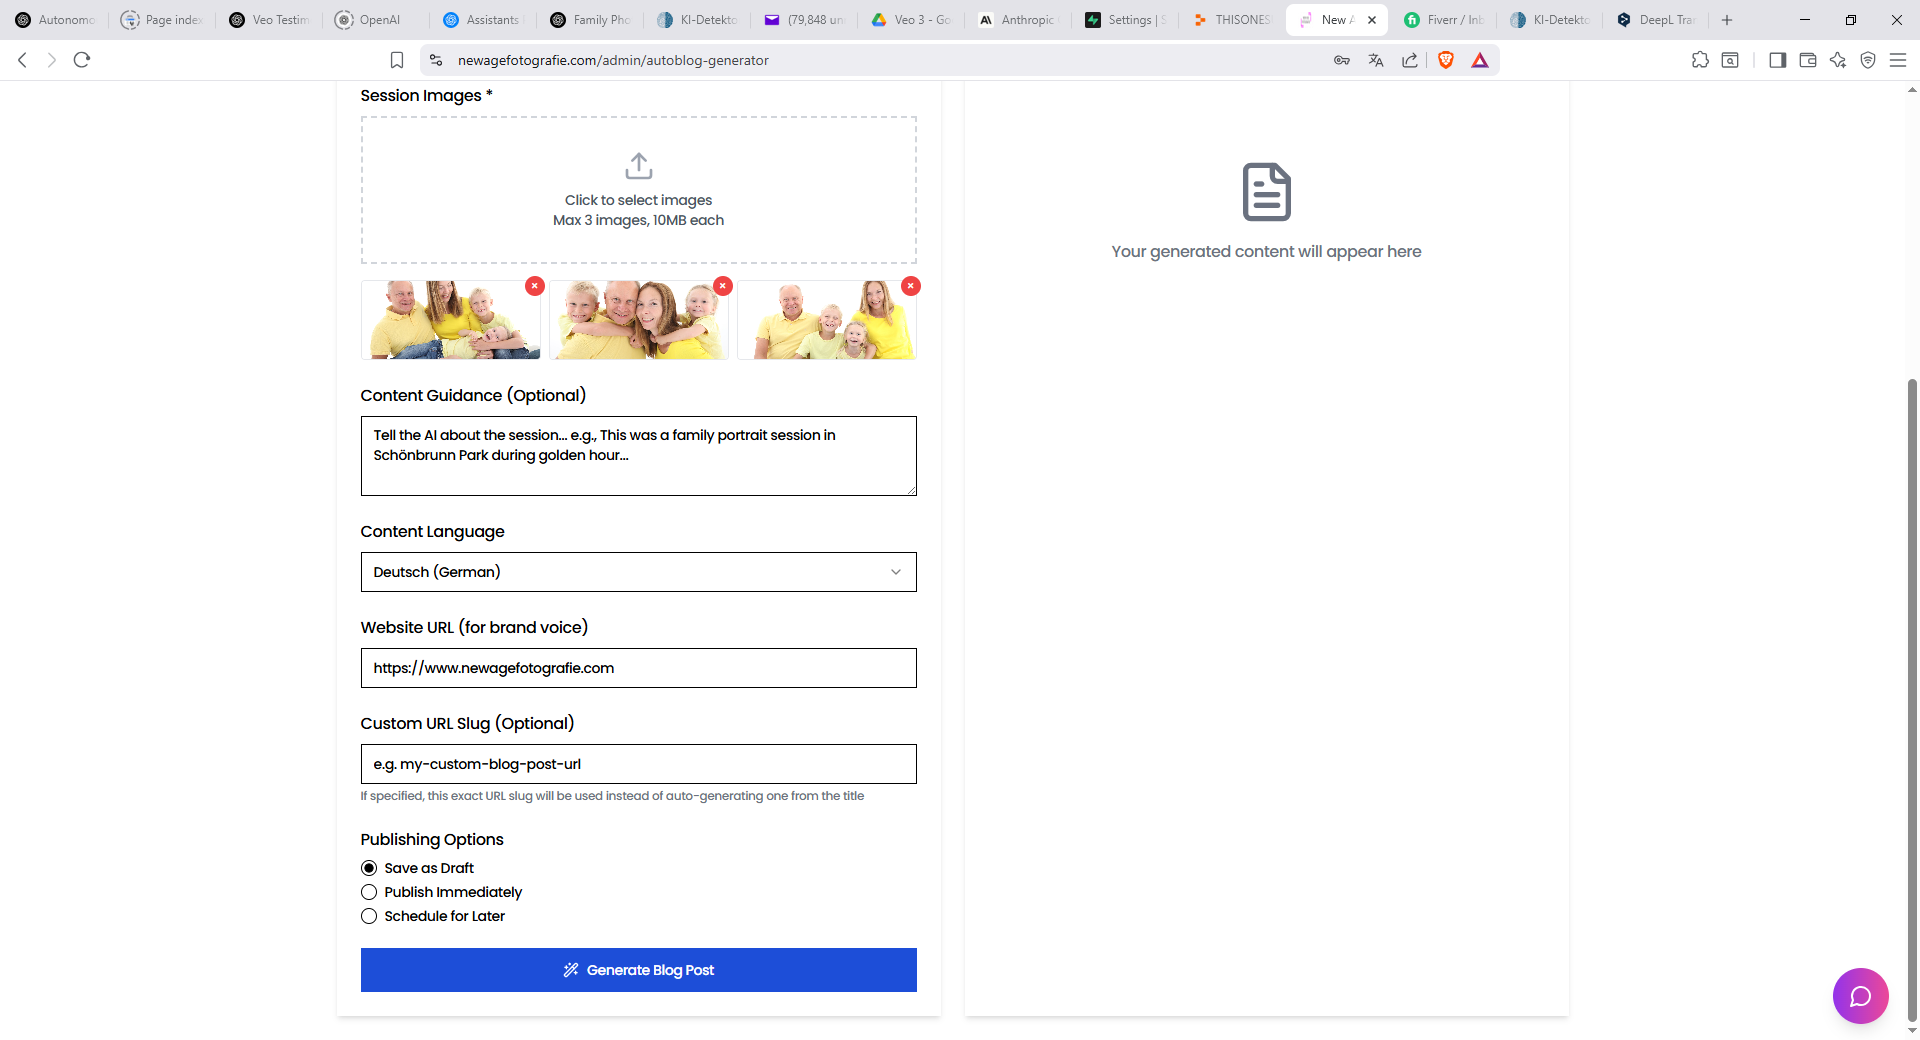 Autonomo
Page index
Veo Testim
OpenAI
Assistants
Family Pho
KI-Detekto
(79,848 un
Veo 3 - Go
Anthropic
Settings | S
THISONES
New A
Fiverr / Inb
KI-Detekto
DeepL Tra
newagefotografie.com/admin/autoblog-generator
Session Images *
Click to select images
Max 3 images, 10MB each
Content Guidance (Optional)
Tell the AI about the session... e.g., This was a family portrait session in
Schönbrunn Park during golden hour...
Content Language
Deutsch (German)
Website URL (for brand voice)
https://www.newagefotografie.com
Custom URL Slug (Optional)
e.g. my-custom-blog-post-url
If specified, this exact URL slug will be used instead of auto-generating one from the title
Publishing Options
Save as Draft
Publish Immediately
Schedule for Later
Generate Blog Post
Your generated content will appear here